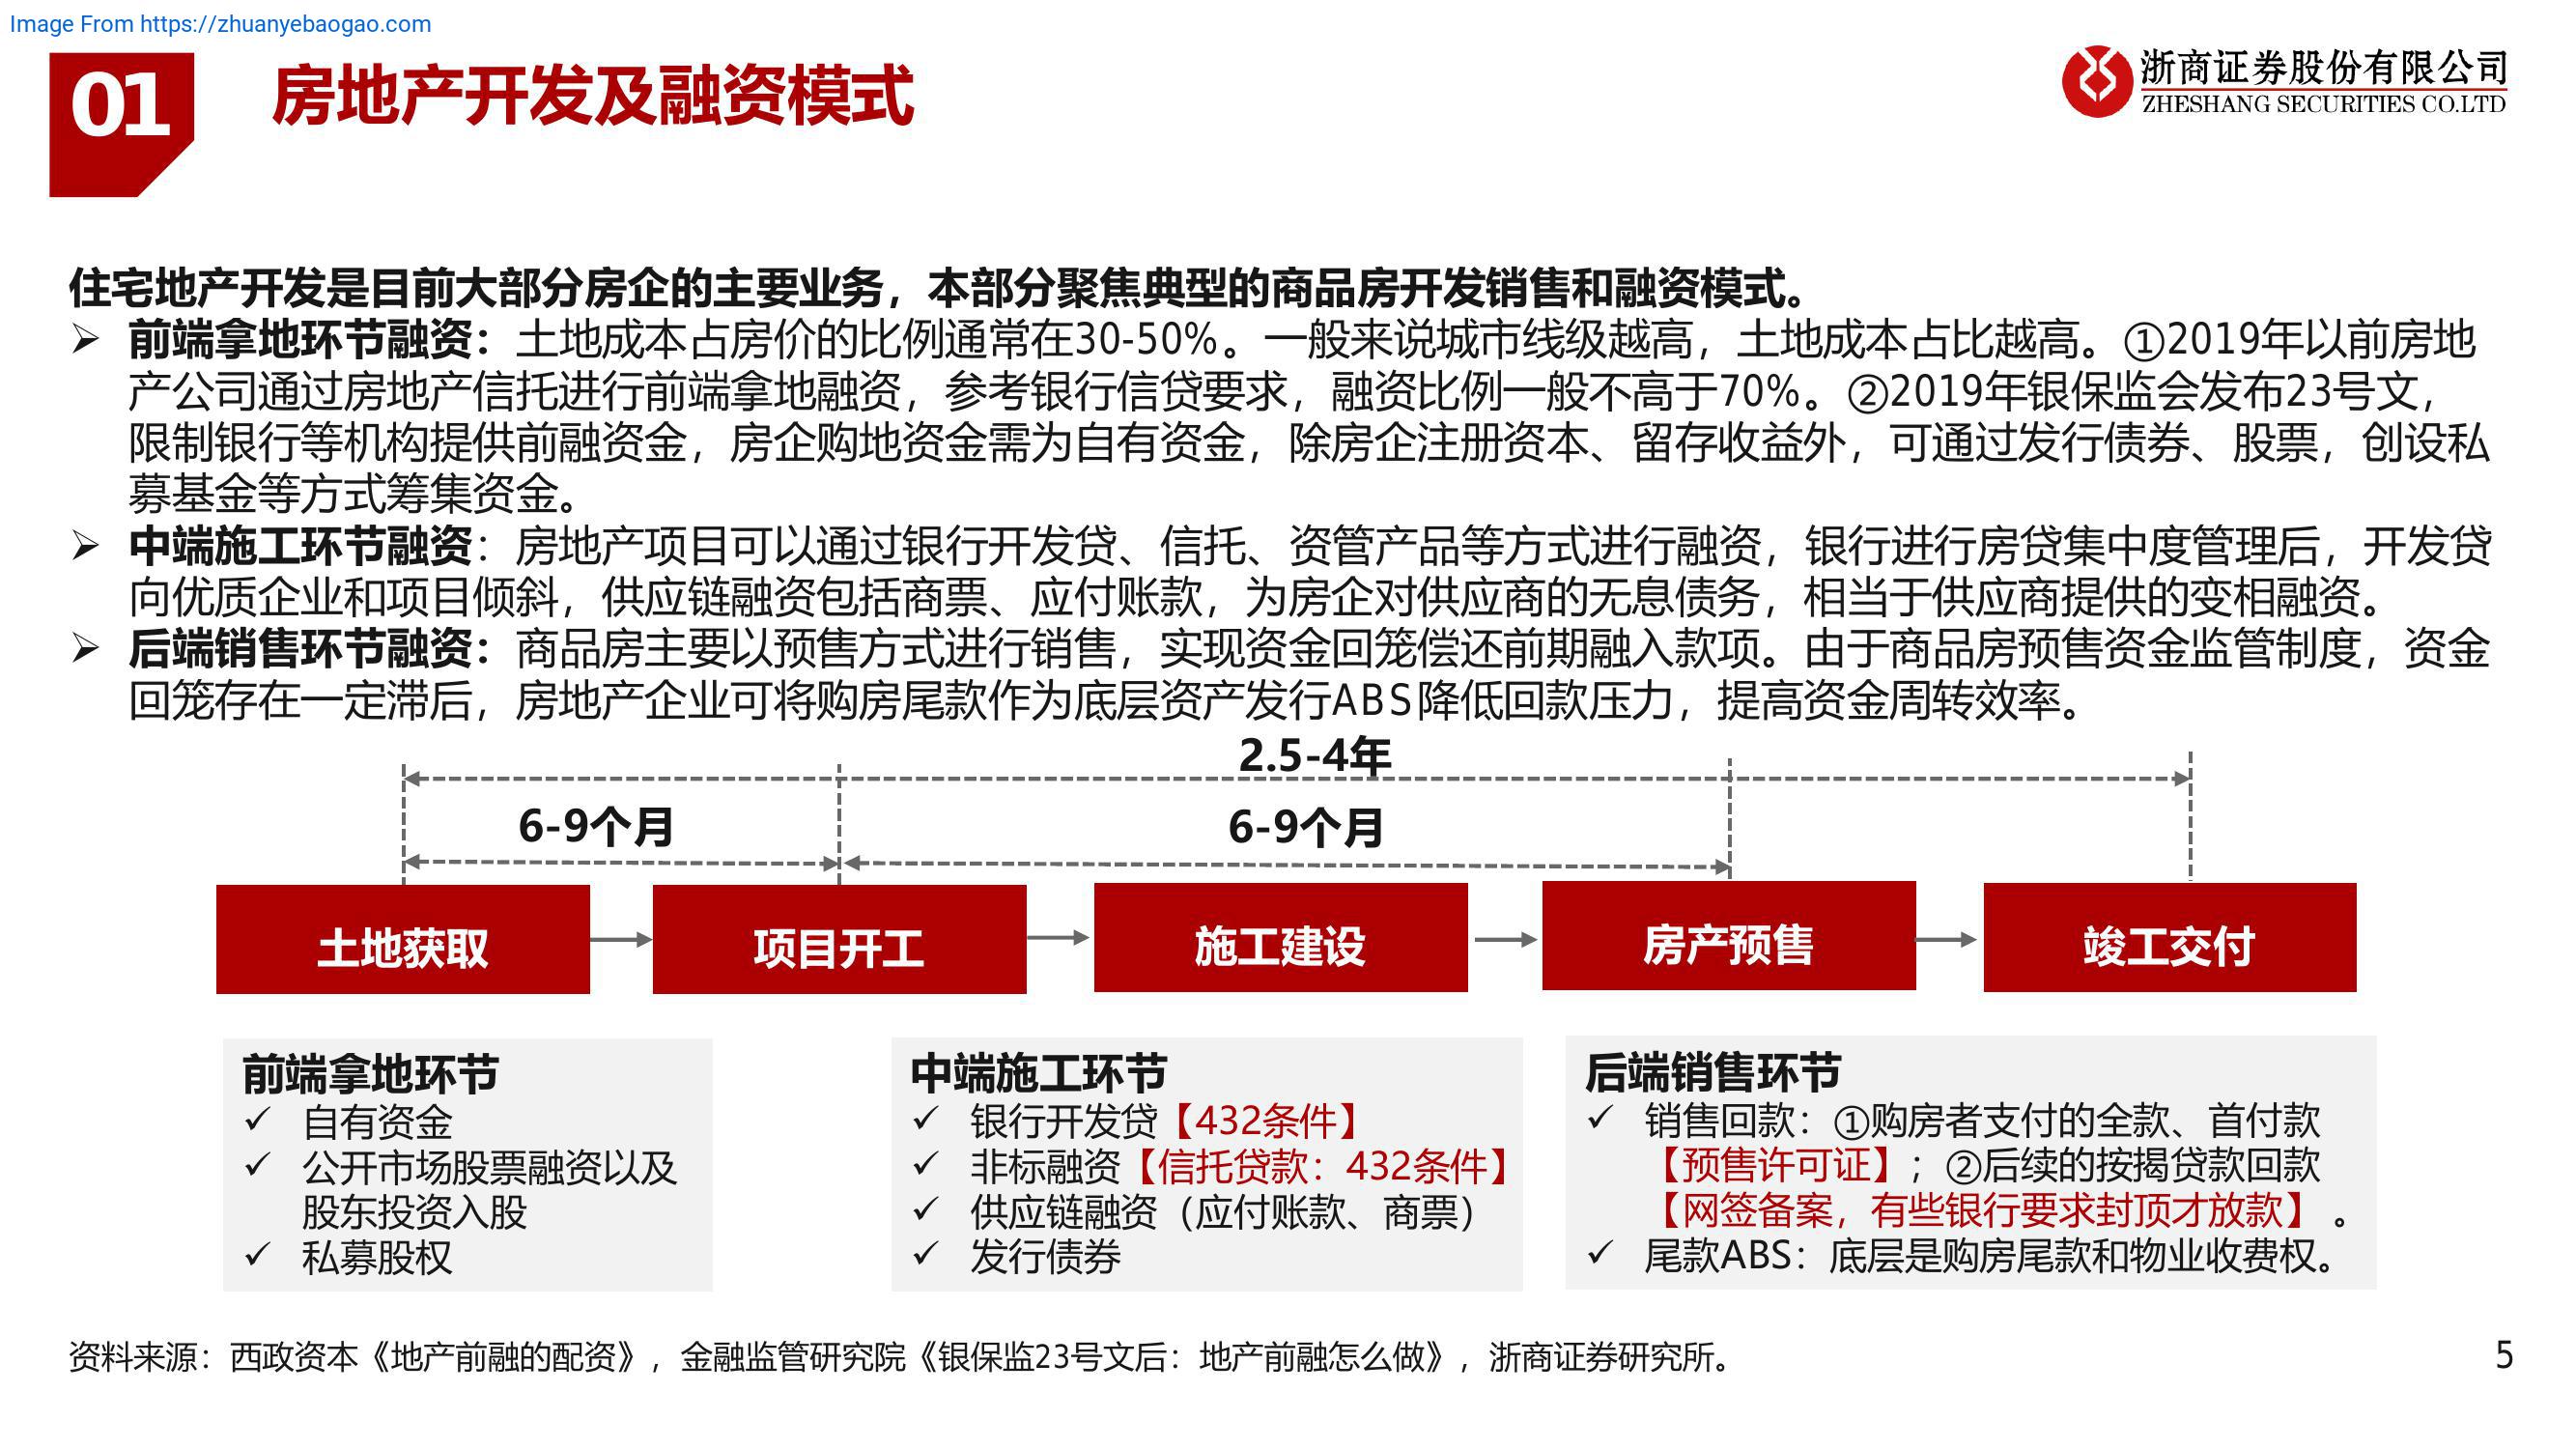 Image From https://zhuanyebaogao.com
01
房地产开发及融资模式
浙商证券股份有限公司
ZHESHANG SECURITIES CO.LTD
住宅地产开发是目前大部分房企的主要业务，本部分聚焦典型的商品房开发销售和融资模式。
➢ 前端拿地环节融资：土地成本占房价的比例通常在30-50%。一般来说城市线级越高，土地成本占比越高。①2019年以前房地
产公司通过房地产信托进行前端拿地融资，参考银行信贷要求，融资比例一般不高于70%。②2019年银保监会发布23号文，
限制银行等机构提供前融资金，房企购地资金需为自有资金，除房企注册资本、留存收益外，可通过发行债券、股票，创设私
募基金等方式筹集资金。
➢ 中端施工环节融资：房地产项目可以通过银行开发贷、信托、资管产品等方式进行融资，银行进行房贷集中度管理后，开发贷
向优质企业和项目倾斜，供应链融资包括商票、应付账款，为房企对供应商的无息债务，相当于供应商提供的变相融资。
➢ 后端销售环节融资：商品房主要以预售方式进行销售，实现资金回笼偿还前期融入款项。由于商品房预售资金监管制度，资金
回笼存在一定滞后，房地产企业可将购房尾款作为底层资产发行ABS降低回款压力，提高资金周转效率。
2.5-4年
6-9个月
6-9个月
土地获取
项目开工
施工建设
房产预售
竣工交付
前端拿地环节
✓ 自有资金
✓ 公开市场股票融资以及
股东投资入股
✓ 私募股权
中端施工环节
✓ 银行开发贷【432条件】
✓ 非标融资【信托贷款：432条件】
✓ 供应链融资（应付账款、商票）
✓ 发行债券
后端销售环节
✓ 销售回款：①购房者支付的全款、首付款
【预售许可证】；②后续的按揭贷款回款
【网签备案，有些银行要求封顶才放款】 。
✓ 尾款ABS：底层是购房尾款和物业收费权。
资料来源：西政资本《地产前融的配资》，金融监管研究院《银保监23号文后：地产前融怎么做》，浙商证券研究所。
5